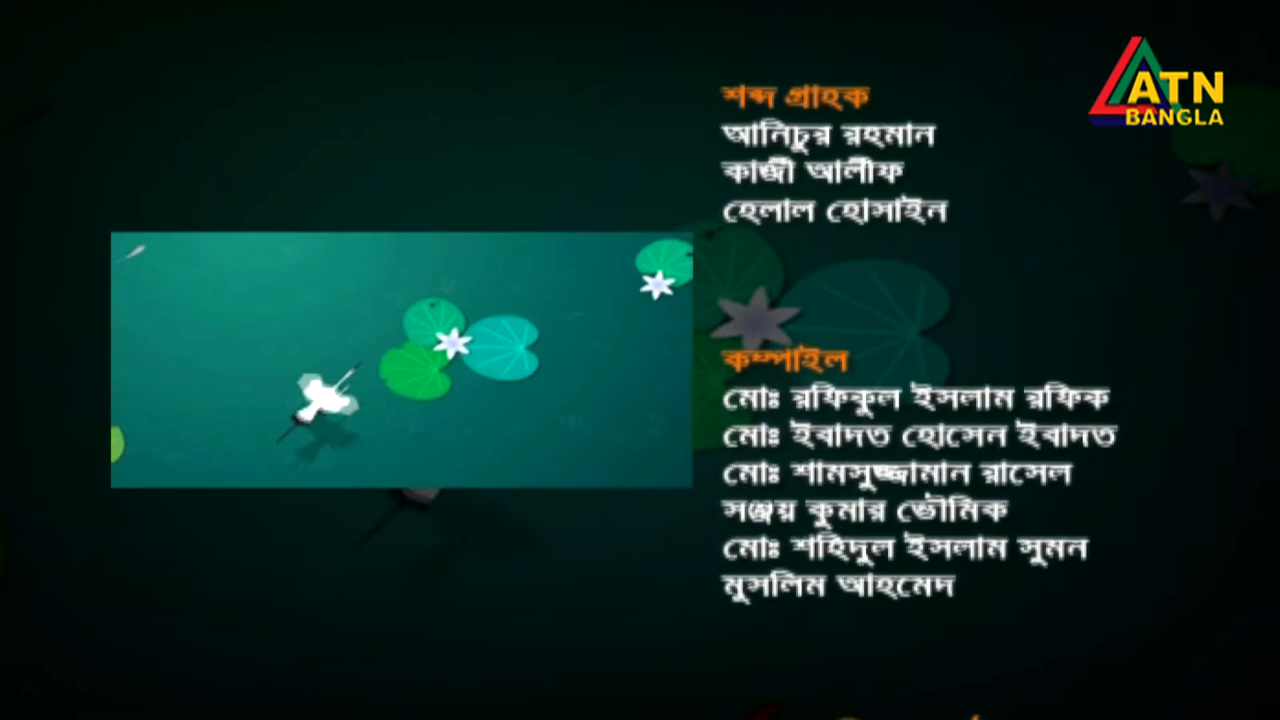 ATN
BANGLA
শব্দ গ্রাহক
আনিচুর রহমান
কাজী আলীফ
হেলাল হোসাইন
কম্পাইল
মোঃ রফিকুল ইসলাম রফিক
মোঃ ইবাদত হোসেন ইবাদত
মোঃ শামসুজ্জামান রাসেল
সঞ্জয় কুমার ভৌমিক
মোঃ শহিদুল ইসলাম সুমন
মুসলিম আহমেদ